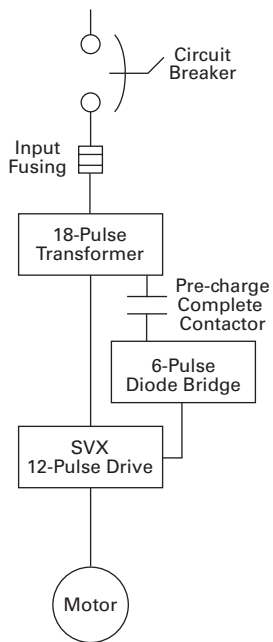 Circuit
Breaker
Input
Fusing
18-Pulse
Transformer
Pre-charge
Complete
Contactor
6-Pulse
Diode Bridge
SVX
12-Pulse Drive
Motor